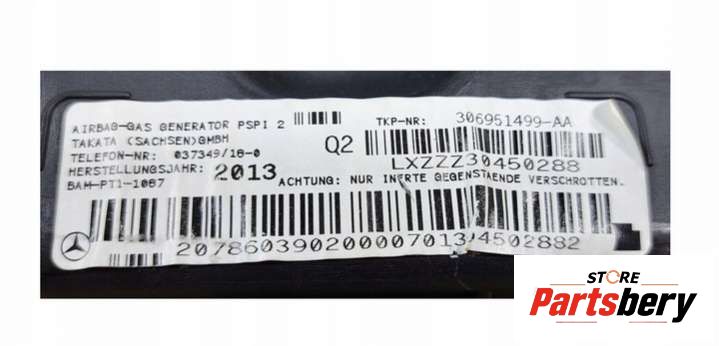 AIRBAG-GAS GENERATOR PSPI 2
TKP-NR: 306951499-AA
TAKATA (SACHSEN)GMBH
Q2
TELEFON-NR: 037349/18-0
LXZZZ30450288
HERSTELLUNGSJAHR: 2013
BAM-PT1-1087
ACHTUNG: NUR INERTE GEGENSTAENDE VERSCHROTTEN.
STORE
Partsbery